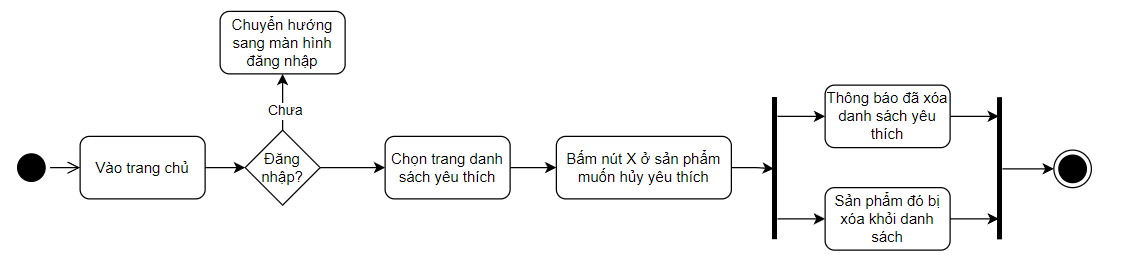 Chuyển hướng
sang màn hình
đăng nhập
Chưa
Vào trang chủ
Đăng
nhập?
Chọn trang danh
sách yêu thích
Bấm nút X ở sản phẩm
muốn hủy yêu thích
Thông báo đã xóa
danh sách yêu
thích
Sản phẩm đó bị
xóa khỏi danh
sách